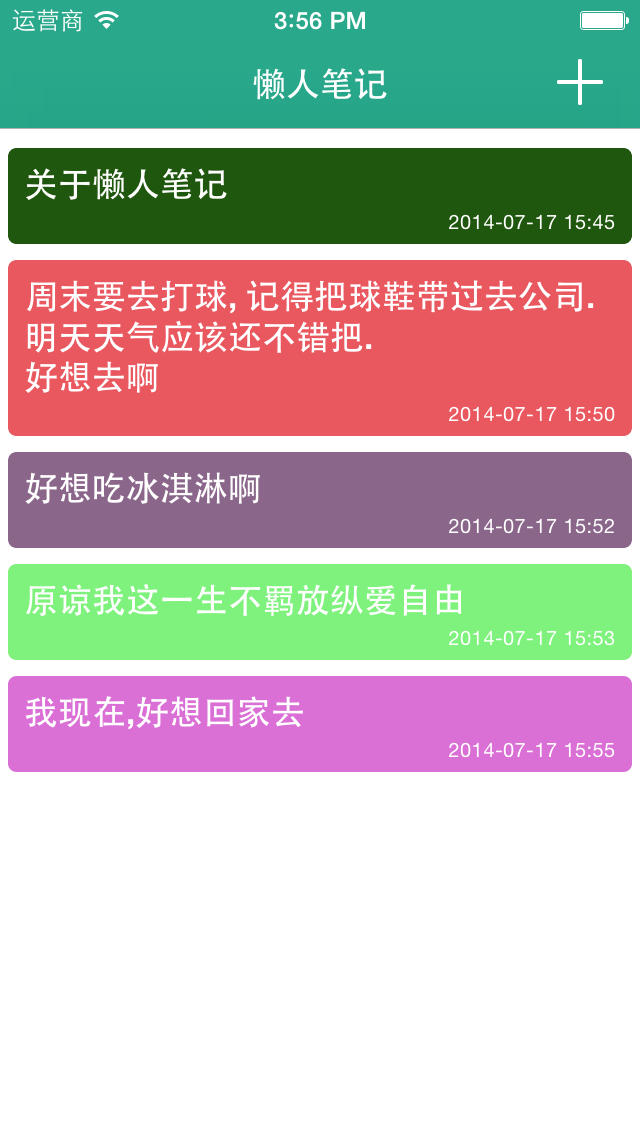 运营商 3:56 PM
懒人笔记
关于懒人笔记
2014-07-17 15:45
周末要去打球, 记得把球鞋带过去公司.
明天天气应该还不错把.
好想去啊
2014-07-17 15:50
好想吃冰淇淋啊
2014-07-17 15:52
原谅我这一生不羁放纵爱自由
2014-07-17 15:53
我现在,好想回家去
2014-07-17 15:55